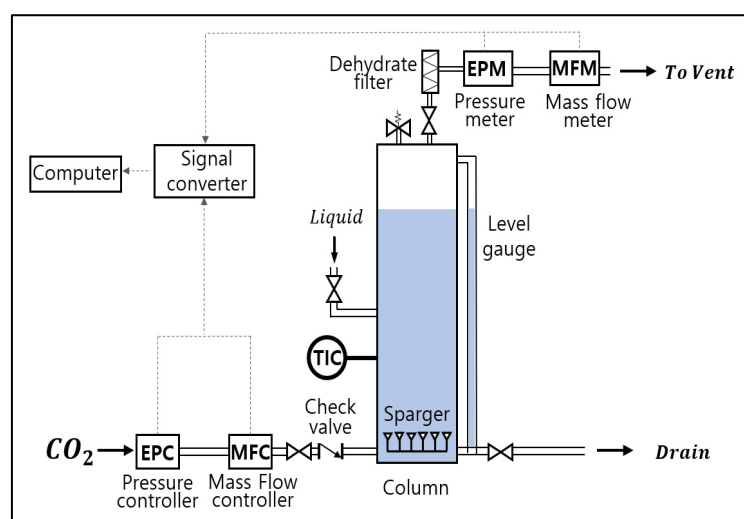 Dehydrate
filter
EPM
MFM
To Vent
Pressure
meter
Mass flow
meter
Computer
Signal
converter
Liquid
Level
gauge
TIC
Check
valve
Sparger
CO₂
EPC
MFC
Drain
Pressure
controller
Mass Flow
controller
Column